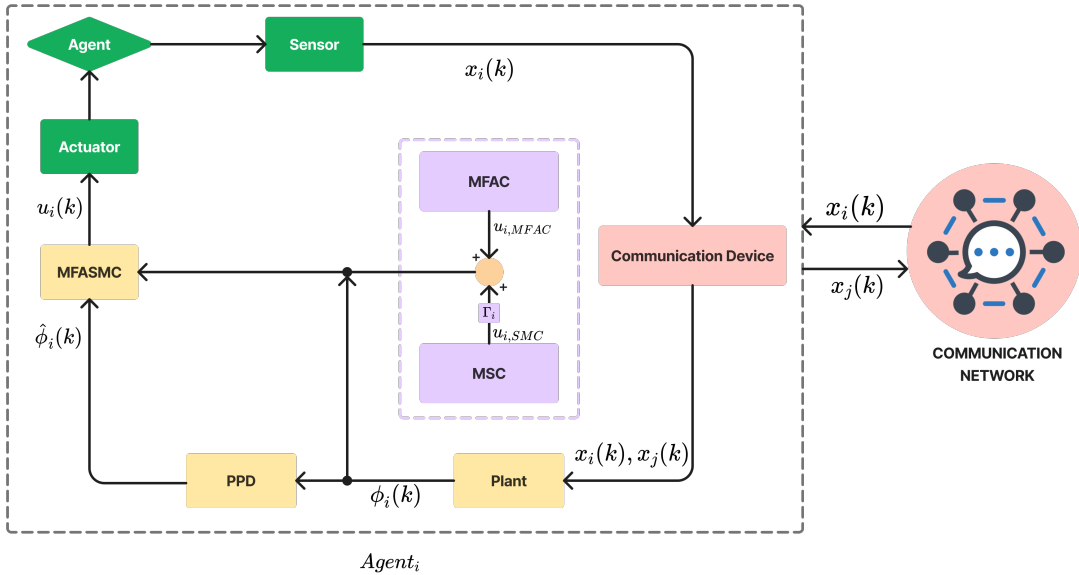 Agent
Sensor
x_i(k)
Actuator
u_i(k)
MFAC
u_{i,MFAC}
+
+
Γ_i
u_{i,SMC}
MSC
MFASMC
Communication Device
x_i(k)
x_j(k)
COMMUNICATION
NETWORK
\hat{ϕ}_i(k)
x_i(k), x_j(k)
PPD
ϕ_i(k)
Plant
Agent_i